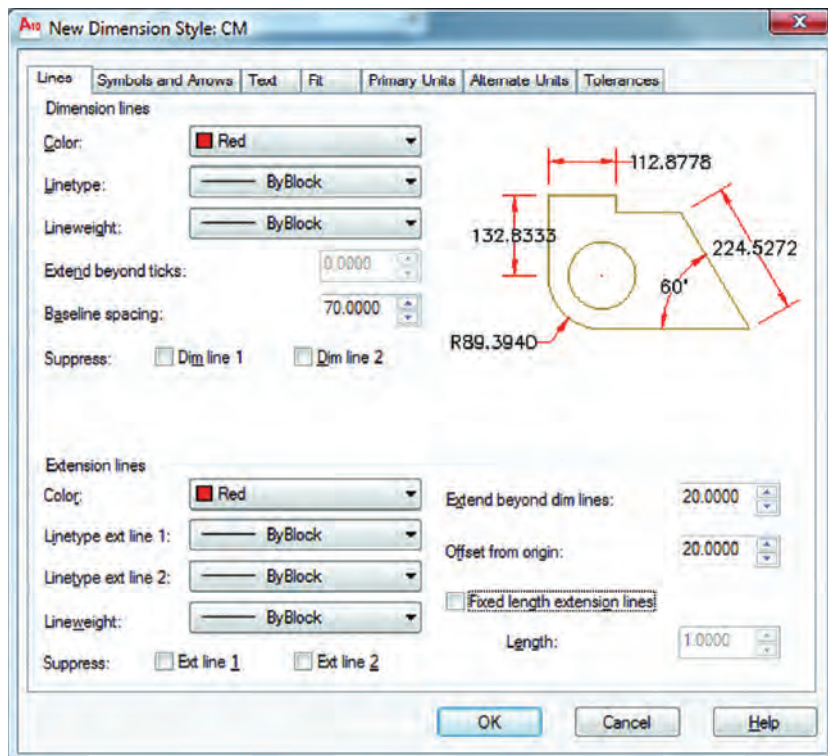 A10 New Dimension Style: CM
Lines Symbols and Arrows Text Fit Primary Units Alternate Units Tolerances
Dimension lines
Color: Red
Linetype: ByBlock
Lineweight: ByBlock
Extend beyond ticks: 0.0000
Baseline spacing: 70.0000
Suppress: Dim line 1 Dim line 2
112.8778
132.8333
224.5272
60°
R89.3940
Extension lines
Color: Red
Linetype ext line 1: ByBlock
Linetype ext line 2: ByBlock
Lineweight: ByBlock
Suppress: Ext line 1 Ext line 2
Extend beyond dim lines: 20.0000
Offset from origin: 20.0000
Fixed length extension lines
Length: 1.0000
OK Cancel Help